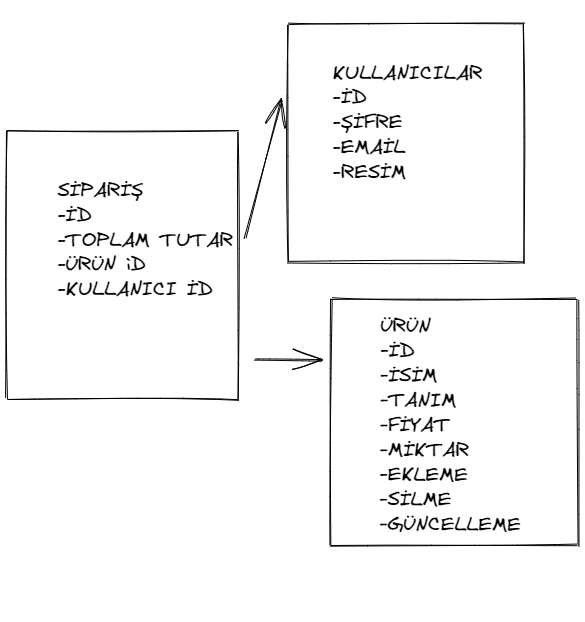 KULLANICILAR
-İD
-ŞİFRE
-EMAİL
-RESİM
SİPARİŞ
-İD
-TOPLAM TUTAR
-ÜRÜN iD
-KULLANICI İD
ÜRÜN
-İD
-İSİM
-TANIM
-FİYAT
-MİKTAR
-EKLEME
-SİLME
-GÜNCELLEME